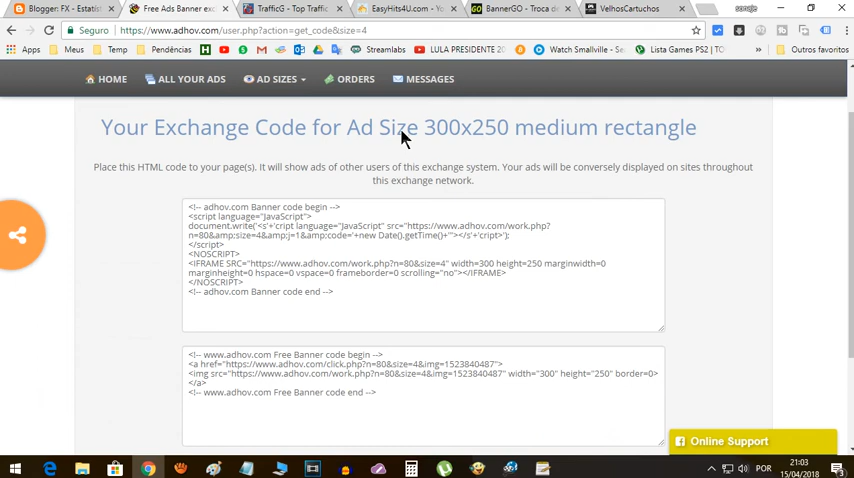 Blogger: FX - Estatís
Free Ads Banner exc
TrafficG - Top Traffic
EasyHits4U.com - Yo
BannerGO - Troca de
VelhosCartuchos
soroje
Seguro
https://www.adhov.com/user.php?action=get_code&size=4
Apps
Meus
Temp
Pendências
Streamlabs
LULA PRESIDENTE 20
Watch Smallville - Se
Lista Games PS2 | TO
Outros favoritos
HOME
ALL YOUR ADS
AD SIZES
ORDERS
MESSAGES
Your Exchange Code for Ad Size 300x250 medium rectangle
Place this HTML code to your page(s). It will show ads of other users of this exchange system. Your ads will be conversely displayed on sites throughout
this exchange network.
<!-- adhov.com Banner code begin -->
<script language="JavaScript">
document.write('<s'+'cript language="JavaScript" src="https://www.adhov.com/work.php?
n=80&amp;size=4&amp;j=1&amp;code='+new Date().getTime()+'"></s'+'cript>');
</script>
<NOSCRIPT>
<IFRAME SRC="https://www.adhov.com/work.php?n=80&size=4" width=300 height=250 marginwidth=0
marginheight=0 hspace=0 vspace=0 frameborder=0 scrolling="no"></IFRAME>
</NOSCRIPT>
<!-- adhov.com Banner code end -->
<!-- www.adhov.com Free Banner code begin -->
<a href="https://www.adhov.com/click.php?n=80&size=4&img=1523840487">
<img src="https://www.adhov.com/work.php?n=80&size=4&img=1523840487" width="300" height="250" border=0>
</a>
<!-- www.adhov.com Free Banner code end -->
Online Support
POR
21:03
15/04/2018